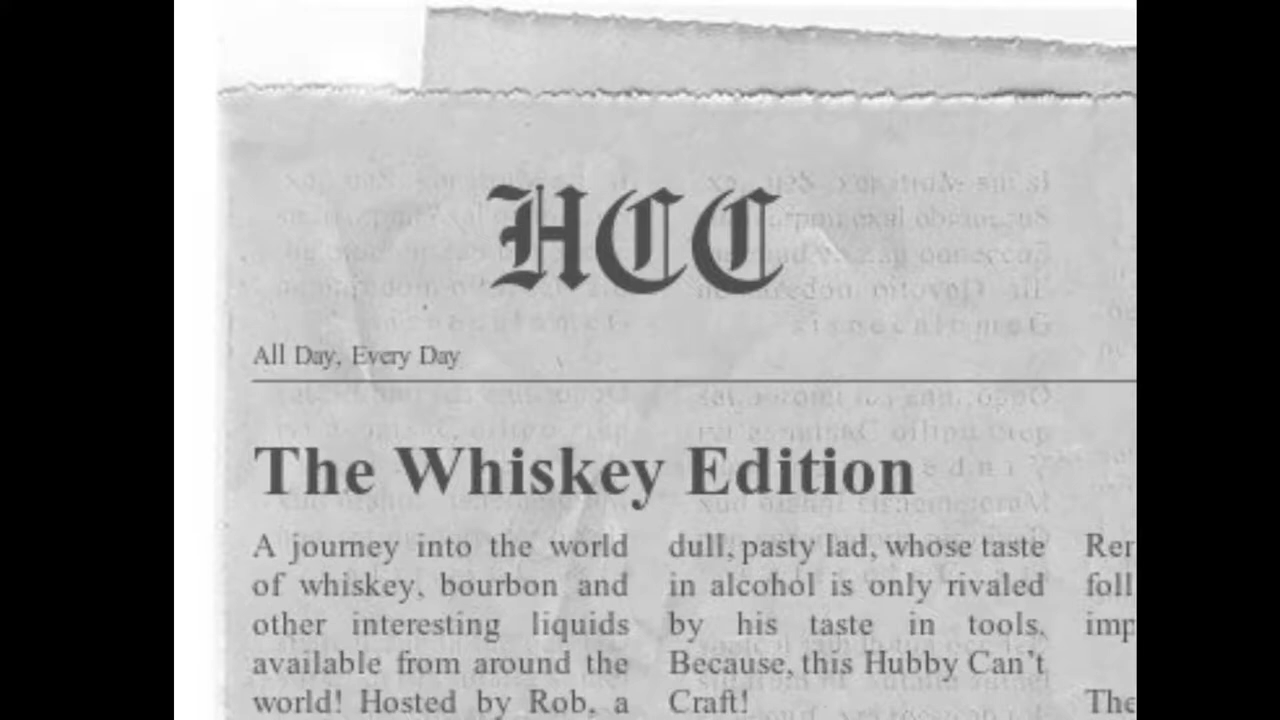 HCC
All Day, Every Day
The Whiskey Edition
A journey into the world
of whiskey, bourbon and
other interesting liquids
available from around the
world! Hosted by Rob, a
dull, pasty lad, whose taste
in alcohol is only rivaled
by his taste in tools.
Because, this Hubby Can't
Craft!
The